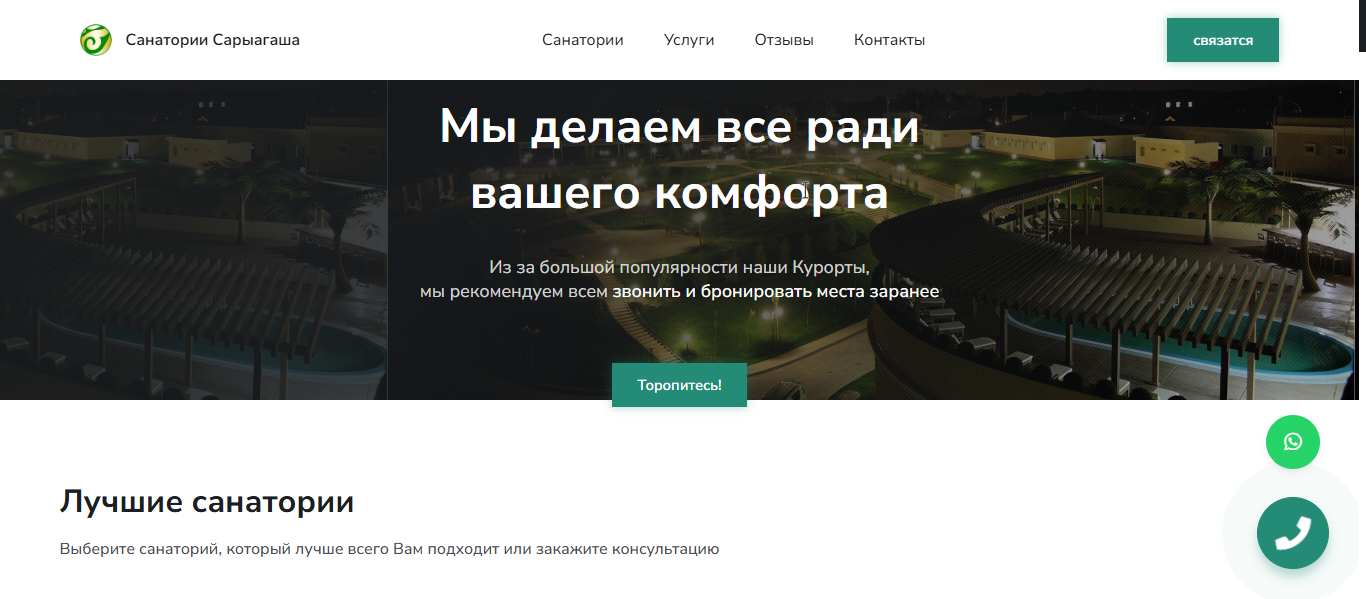 Санатории Сарыагаша
Санатории
Услуги
Отзывы
Контакты
связатся
Мы делаем все ради
вашего комфорта
Из за большой популярности наши Курорты,
мы рекомендуем всем звонить и бронировать места заранее
Торопитесь!
Лучшие санатории
Выберите санаторий, который лучше всего Вам подходит или закажите консультацию